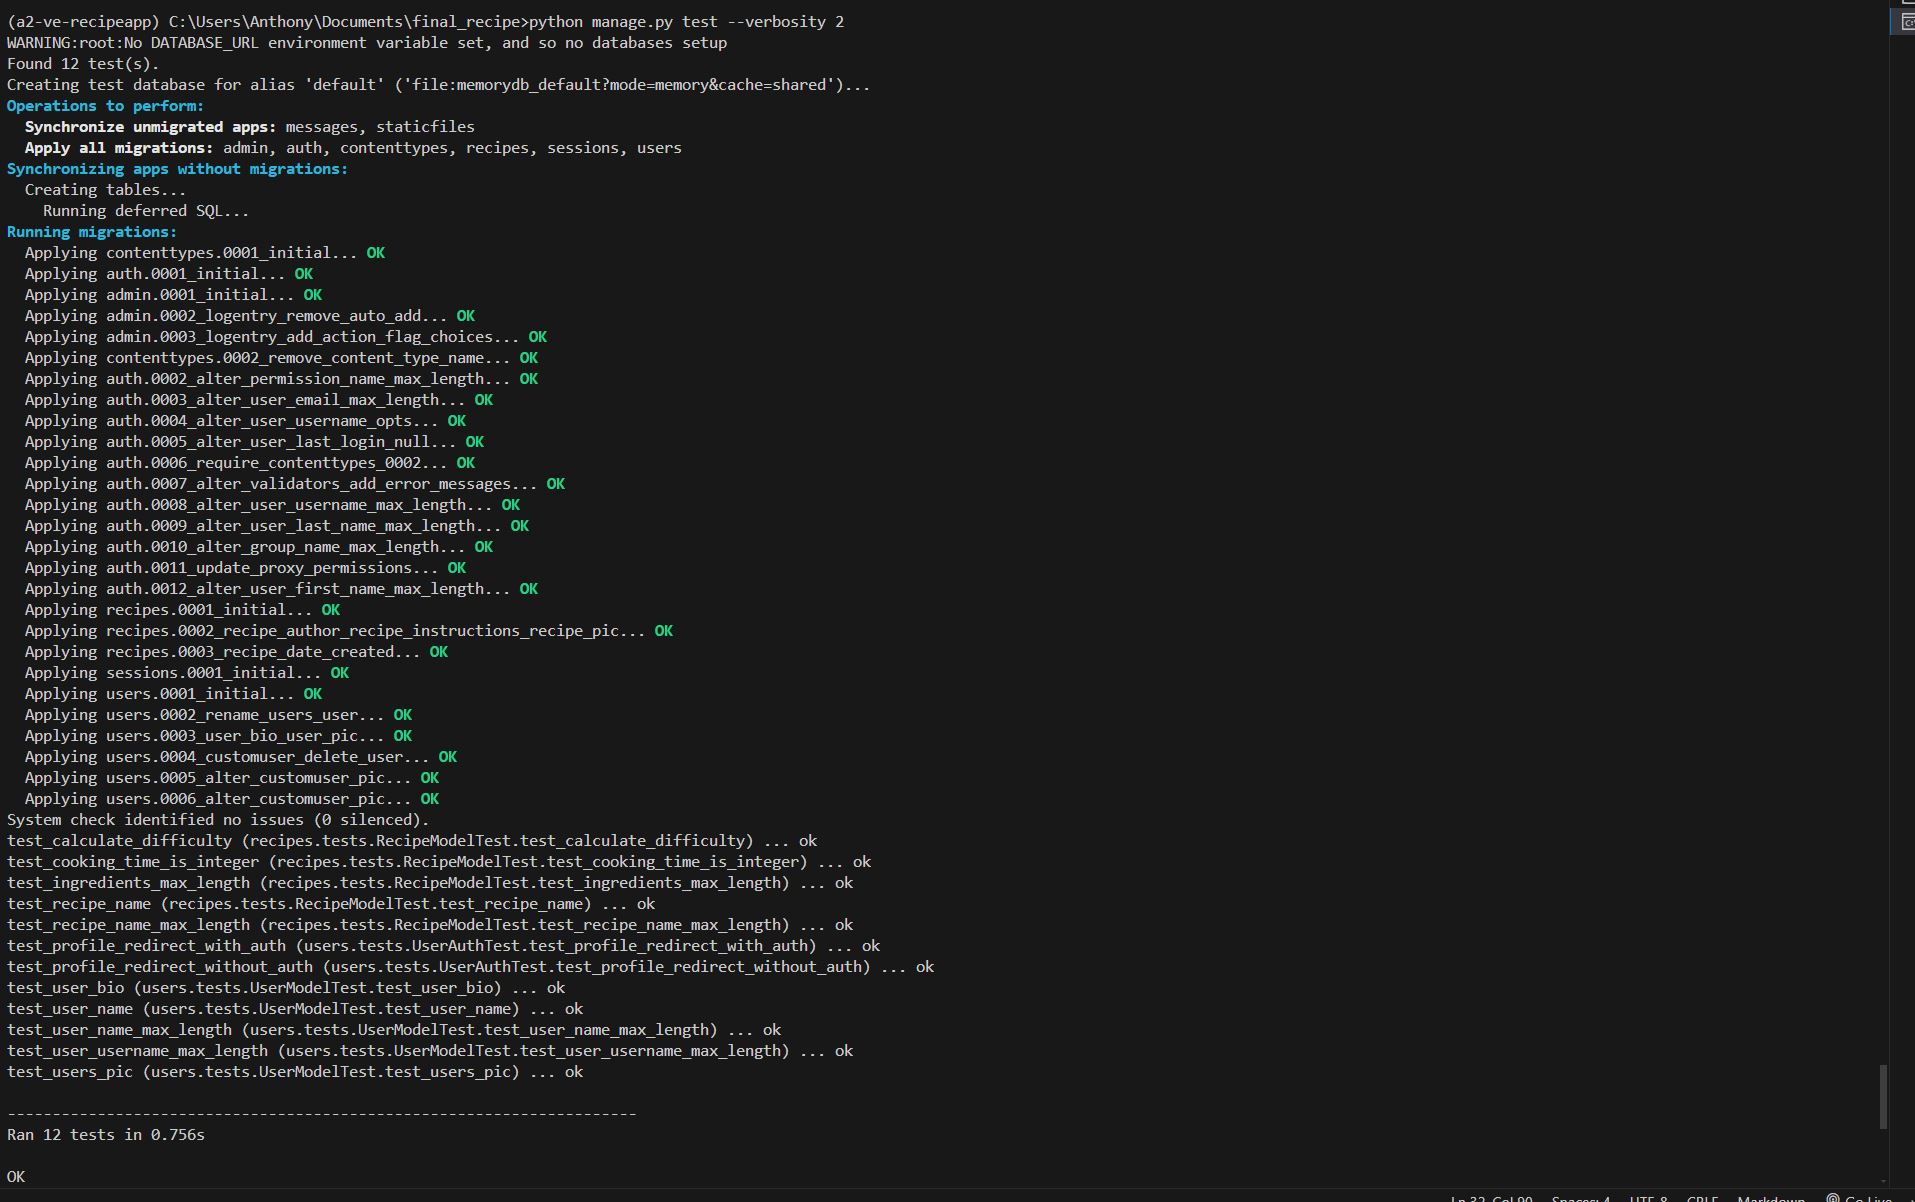 (a2-ve-recipeapp) C:\Users\Anthony\Documents\final_recipe>python manage.py test --verbosity 2
WARNING:root:No DATABASE_URL environment variable set, and so no databases setup
Found 12 test(s).
Creating test database for alias 'default' ('file:memorydb_default?mode=memory&cache=shared')...
Operations to perform:
  Synchronize unmigrated apps: messages, staticfiles
  Apply all migrations: admin, auth, contenttypes, recipes, sessions, users
Synchronizing apps without migrations:
  Creating tables...
    Running deferred SQL...
Running migrations:
  Applying contenttypes.0001_initial... OK
  Applying auth.0001_initial... OK
  Applying admin.0001_initial... OK
  Applying admin.0002_logentry_remove_auto_add... OK
  Applying admin.0003_logentry_add_action_flag_choices... OK
  Applying contenttypes.0002_remove_content_type_name... OK
  Applying auth.0002_alter_permission_name_max_length... OK
  Applying auth.0003_alter_user_email_max_length... OK
  Applying auth.0004_alter_user_username_opts... OK
  Applying auth.0005_alter_user_last_login_null... OK
  Applying auth.0006_require_contenttypes_0002... OK
  Applying auth.0007_alter_validators_add_error_messages... OK
  Applying auth.0008_alter_user_username_max_length... OK
  Applying auth.0009_alter_user_last_name_max_length... OK
  Applying auth.0010_alter_group_name_max_length... OK
  Applying auth.0011_update_proxy_permissions... OK
  Applying auth.0012_alter_user_first_name_max_length... OK
  Applying recipes.0001_initial... OK
  Applying recipes.0002_recipe_author_recipe_instructions_recipe_pic... OK
  Applying recipes.0003_recipe_date_created... OK
  Applying sessions.0001_initial... OK
  Applying users.0001_initial... OK
  Applying users.0002_rename_users_user... OK
  Applying users.0003_user_bio_user_pic... OK
  Applying users.0004_customuser_delete_user... OK
  Applying users.0005_alter_customuser_pic... OK
  Applying users.0006_alter_customuser_pic... OK
System check identified no issues (0 silenced).
test_calculate_difficulty (recipes.tests.RecipeModelTest.test_calculate_difficulty) ... ok
test_cooking_time_is_integer (recipes.tests.RecipeModelTest.test_cooking_time_is_integer) ... ok
test_ingredients_max_length (recipes.tests.RecipeModelTest.test_ingredients_max_length) ... ok
test_recipe_name (recipes.tests.RecipeModelTest.test_recipe_name) ... ok
test_recipe_name_max_length (recipes.tests.RecipeModelTest.test_recipe_name_max_length) ... ok
test_profile_redirect_with_auth (users.tests.UserAuthTest.test_profile_redirect_with_auth) ... ok
test_profile_redirect_without_auth (users.tests.UserAuthTest.test_profile_redirect_without_auth) ... ok
test_user_bio (users.tests.UserModelTest.test_user_bio) ... ok
test_user_name (users.tests.UserModelTest.test_user_name) ... ok
test_user_name_max_length (users.tests.UserModelTest.test_user_name_max_length) ... ok
test_user_username_max_length (users.tests.UserModelTest.test_user_username_max_length) ... ok
test_users_pic (users.tests.UserModelTest.test_users_pic) ... ok
----------------------------------------------------------------------
Ran 12 tests in 0.756s
OK